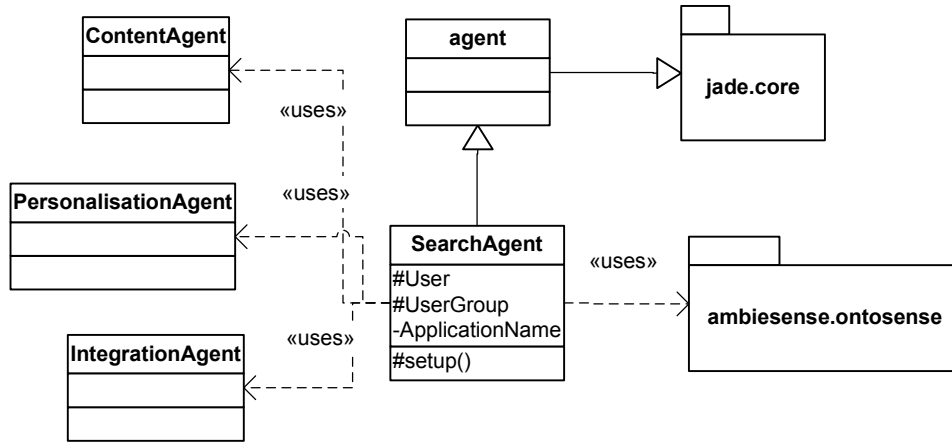 ContentAgent
agent
jade.core
«uses»
«uses»
PersonalisationAgent
SearchAgent
#User
#UserGroup
-ApplicationName
#setup()
«uses»
ambiesense.ontosense
«uses»
IntegrationAgent